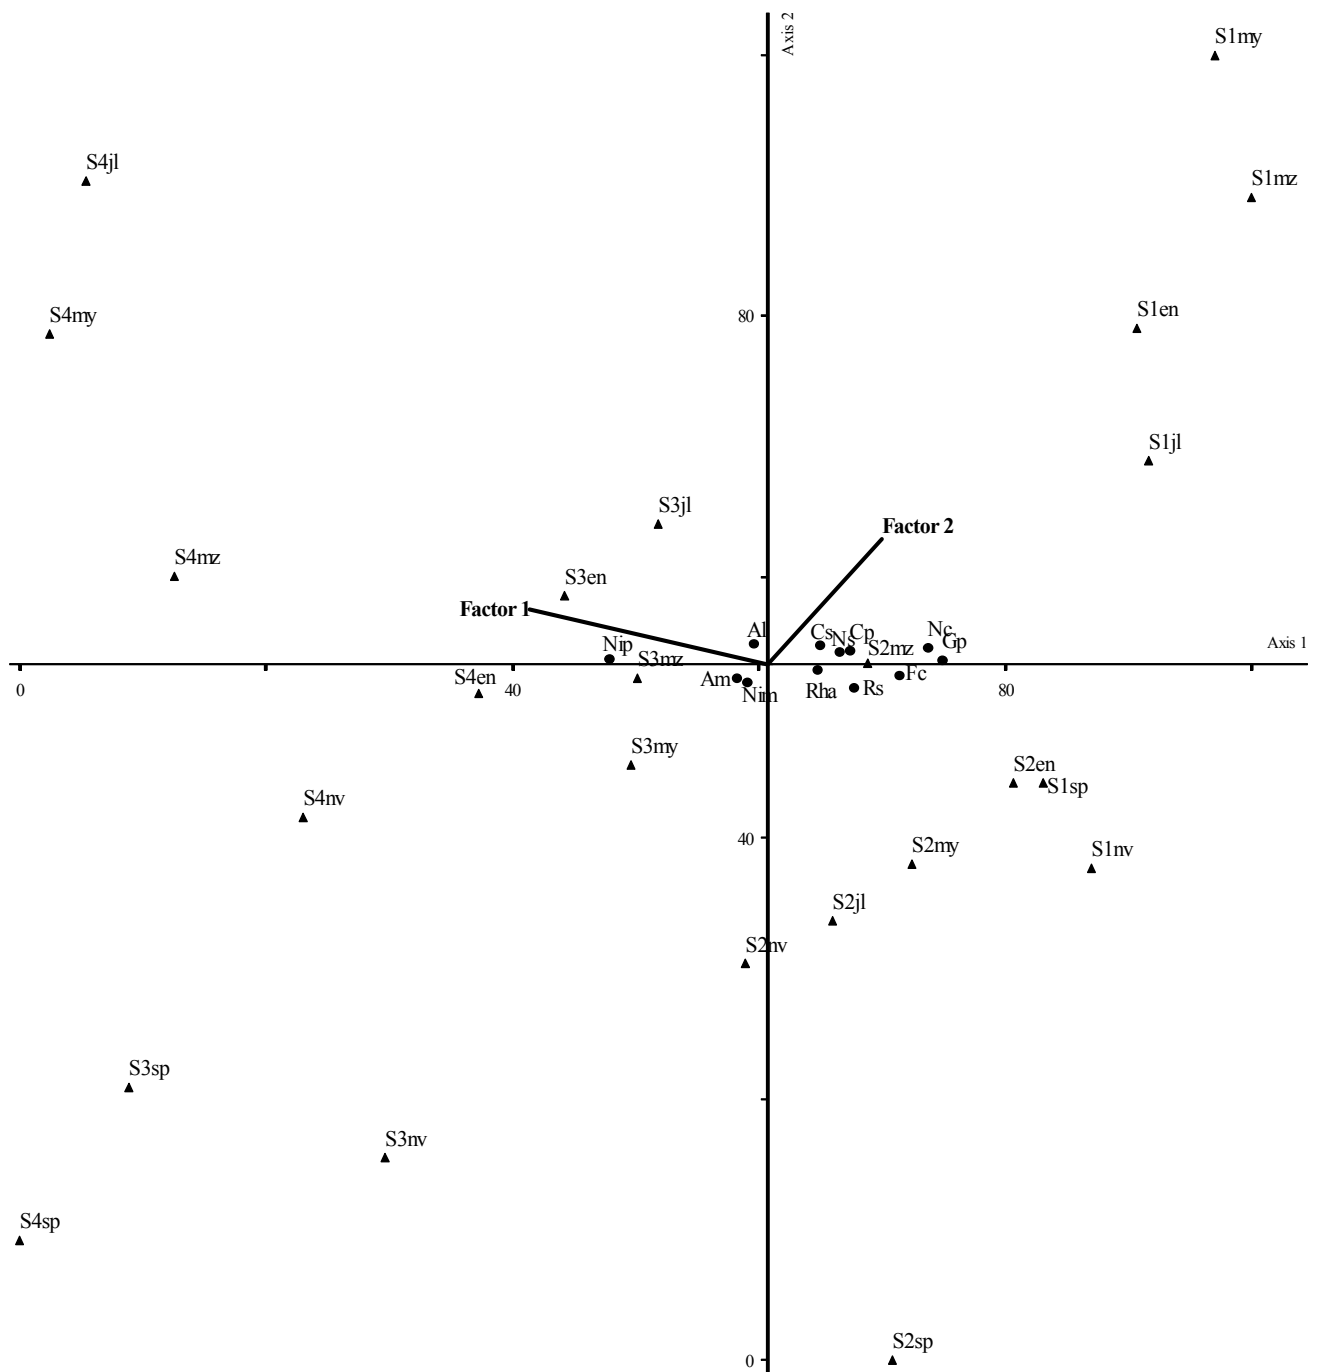 Axis 2
S1my
S4jl
S1mz
S4my
80
S1en
S1jl
S3jl
Factor 2
S4mz
S3en
Factor 1
Al
Cs
Ns
Cp
Nc
Gp
Nip
S2mz
Axis 1
S3mz
S4en
Am
Fc
0
40
Nim
Rha
Rs
80
S3my
S2en
S1sp
S4nv
40
S2my
S1nv
S2jl
S2nv
S3sp
S3nv
S4sp
S2sp
0